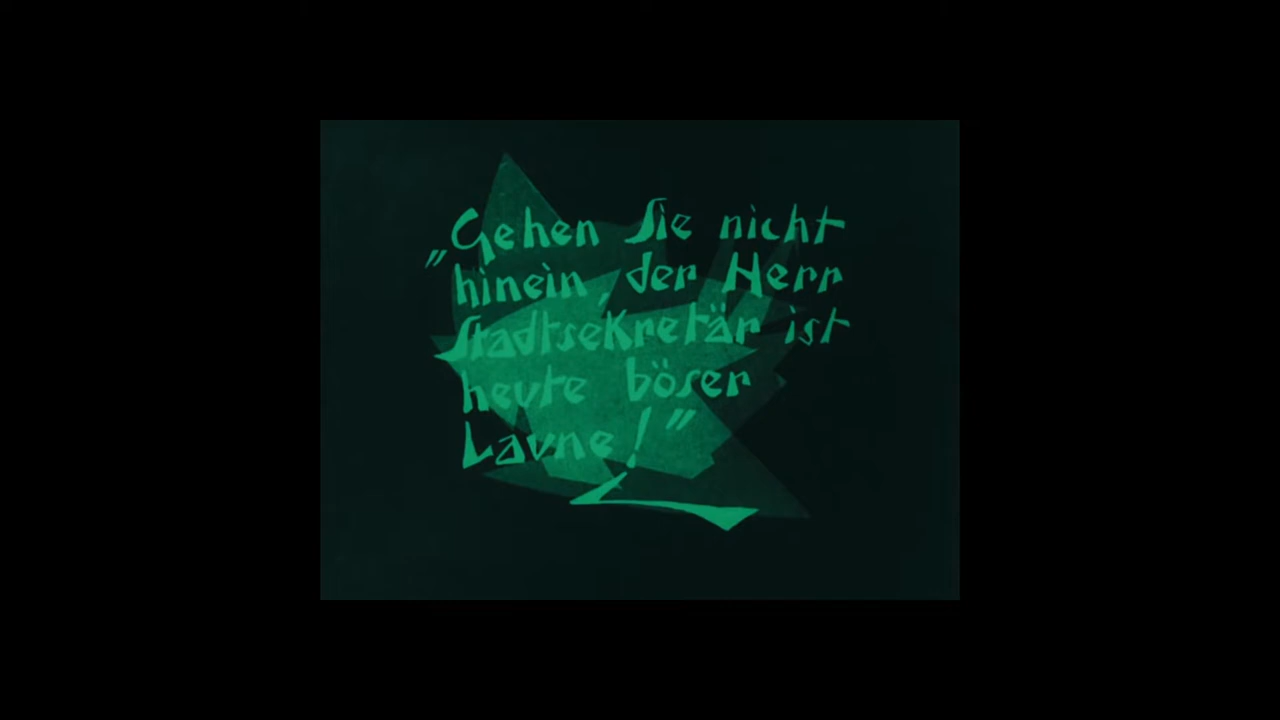 „Gehen Sie nicht
hinein, der Herr
Stadtsekretär ist
heute böser
Laune!”